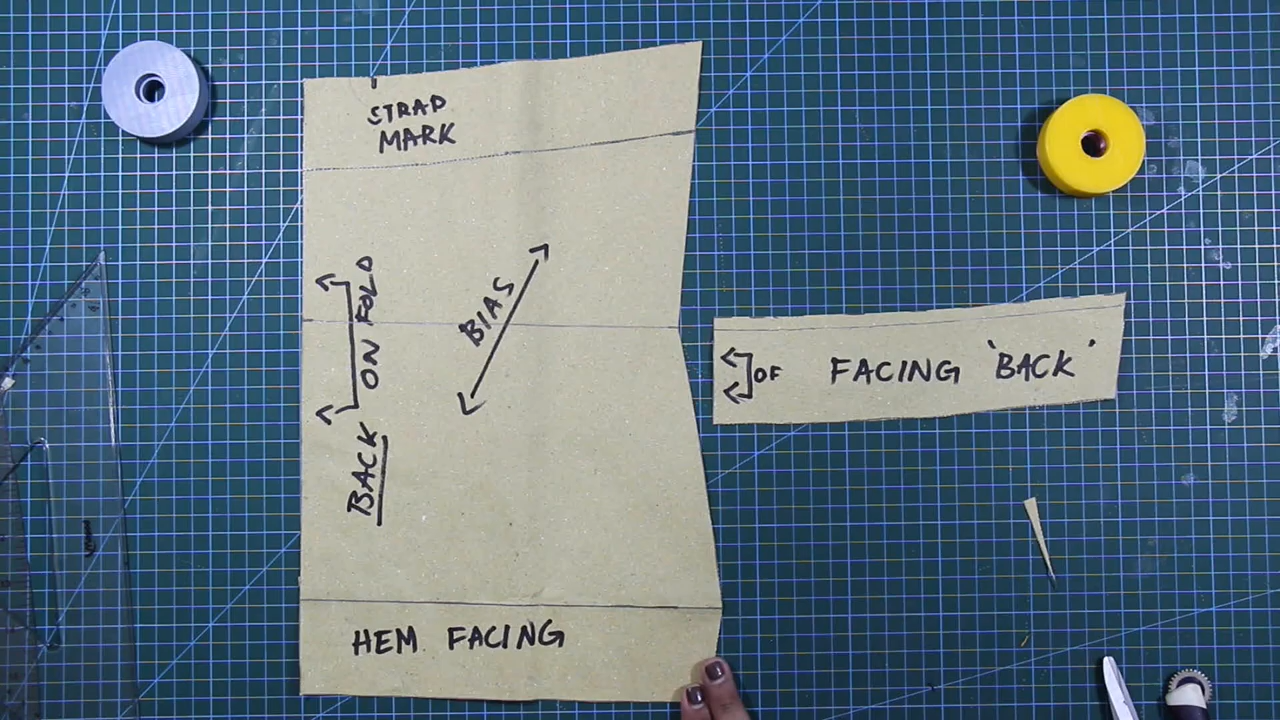 STRAP
MARK
BACK ON FOLD
BIAS
HEM FACING
OF FACING 'BACK'